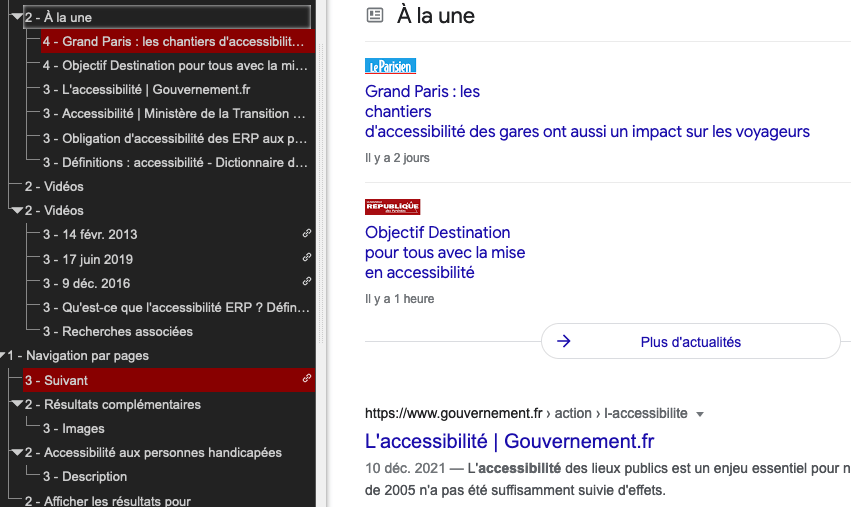 2 - À la une
4 - Grand Paris : les chantiers d'accessibilit…
4 - Objectif Destination pour tous avec la mi…
3 - L'accessibilité | Gouvernement.fr
3 - Accessibilité | Ministère de la Transition …
3 - Obligation d'accessibilité des ERP aux p…
3 - Définitions : accessibilité - Dictionnaire d…
2 - Vidéos
2 - Vidéos
3 - 14 févr. 2013
3 - 17 juin 2019
3 - 9 déc. 2016
3 - Qu'est-ce que l'accessibilité ERP ? Défin…
3 - Recherches associées
1 - Navigation par pages
3 - Suivant
2 - Résultats complémentaires
3 - Images
2 - Accessibilité aux personnes handicapées
3 - Description
2 - Afficher les résultats pour
À la une
Le Parisien
Grand Paris : les
chantiers
d'accessibilité des gares ont aussi un impact sur les voyageurs
Il y a 2 jours
REPUBLIQUE
Objectif Destination
pour tous avec la mise
en accessibilité
Il y a 1 heure
Plus d'actualités
https://www.gouvernement.fr › action › l-accessibilite
L'accessibilité | Gouvernement.fr
10 déc. 2021 — L'accessibilité des lieux publics est un enjeu essentiel pour n
de 2005 n'a pas été suffisamment suivie d'effets.